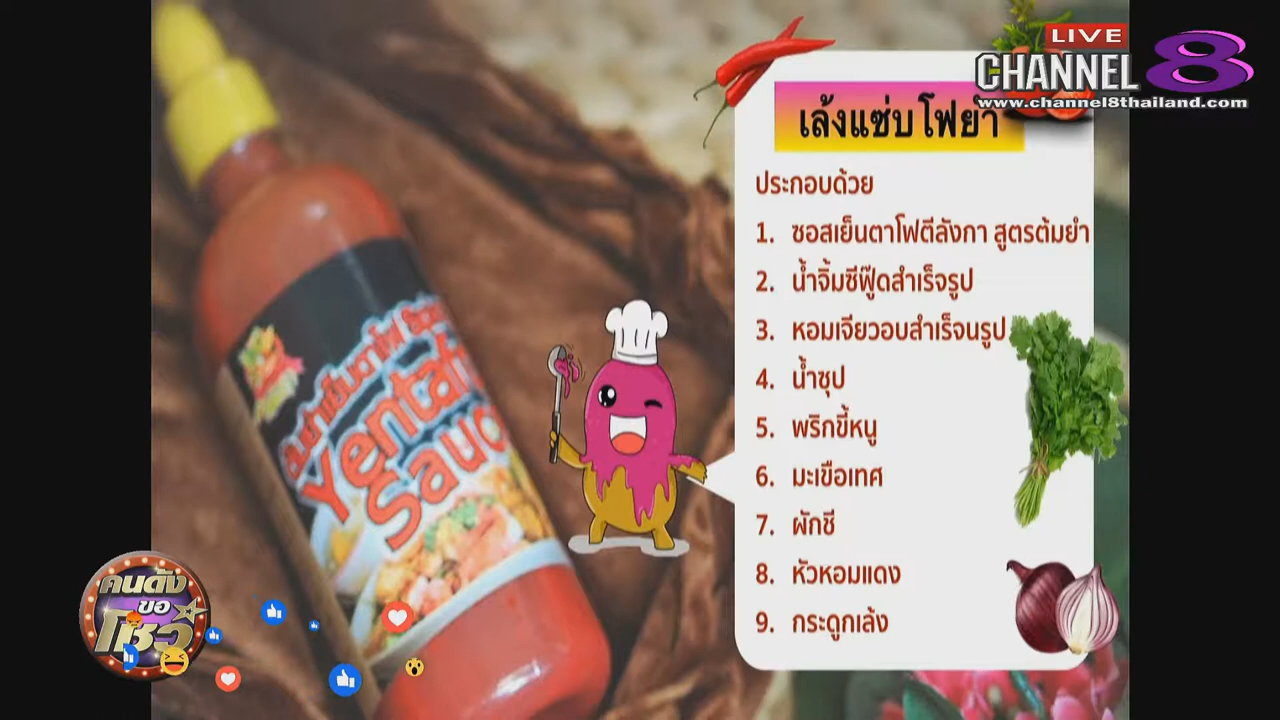 LIVE
CHANNEL 8
www.channel8thailand.com
เล้งแซ่บโฟยำ
ประกอบด้วย
1. ซอสเย็นตาโฟตีลังกา สูตรต้มยำ
2. น้ำจิ้มซีฟู๊ดสำเร็จรูป
3. หอมเจียวอบสำเร็จนรูป
4. น้ำซุป
5. พริกขี้หนู
6. มะเขือเทศ
7. ผักชี
8. หัวหอมแดง
9. กระดูกเล้ง
Yentafo
Sauce
คนดัง
ขอ
โชว์